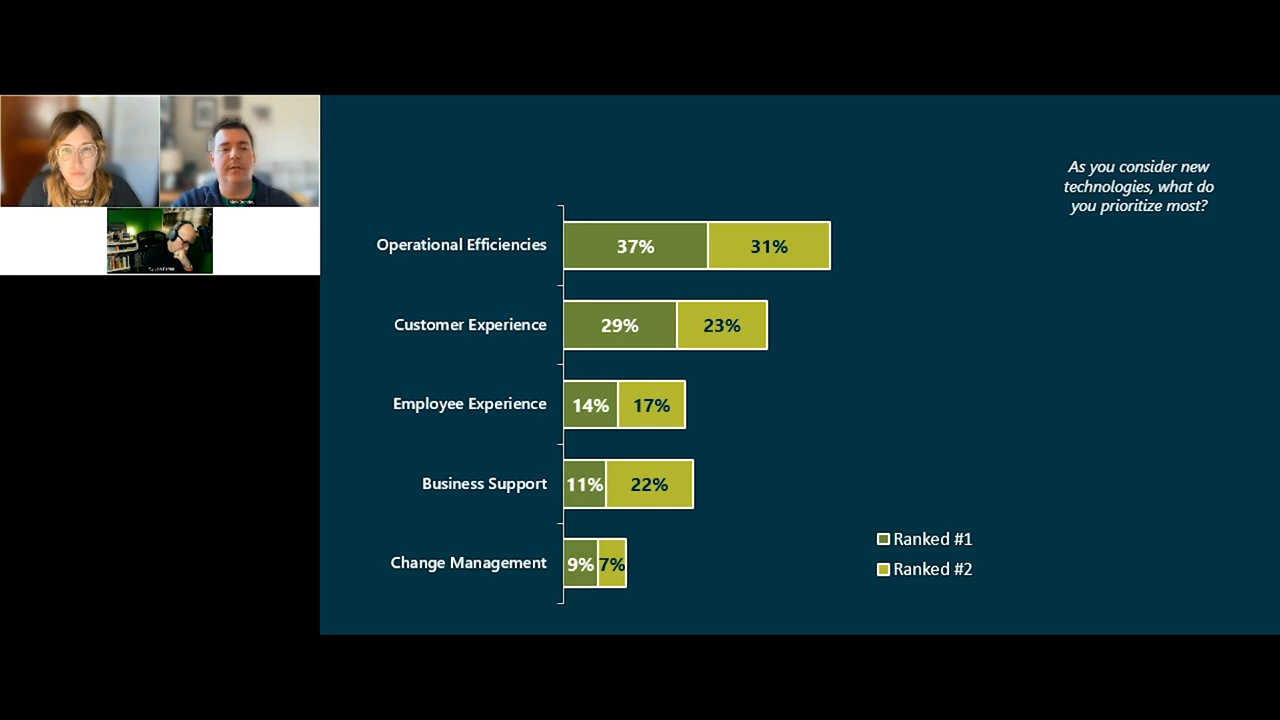 As you consider new
technologies, what do
you prioritize most?
Operational Efficiencies 37% 31%
Customer Experience 29% 23%
Employee Experience 14% 17%
Business Support 11% 22%
Change Management 9% 7%
Ranked #1
Ranked #2